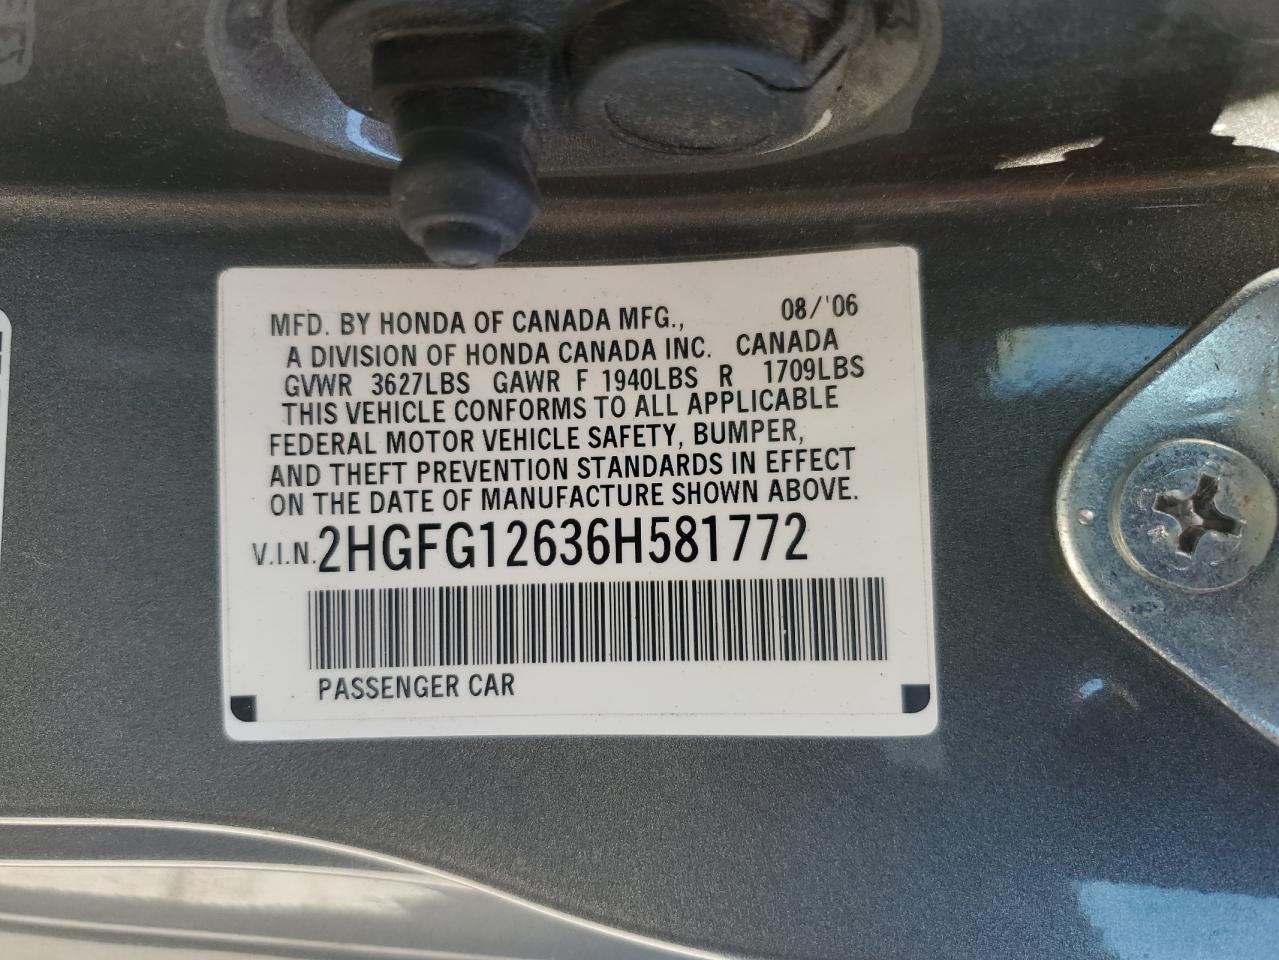 MFD. BY HONDA OF CANADA MFG., 08/'06
A DIVISION OF HONDA CANADA INC. CANADA
GVWR 3627LBS GAWR F 1940LBS R 1709LBS
THIS VEHICLE CONFORMS TO ALL APPLICABLE
FEDERAL MOTOR VEHICLE SAFETY, BUMPER,
AND THEFT PREVENTION STANDARDS IN EFFECT
ON THE DATE OF MANUFACTURE SHOWN ABOVE.
V.I.N. 2HGFG12636H581772
PASSENGER CAR